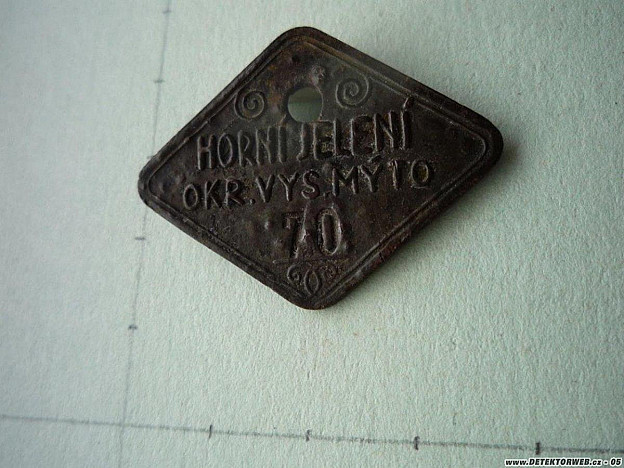 HORNÍ JELENÍ
OKR.VYS.MÝTO
70
www.DETEKTORWEB.cz - 05